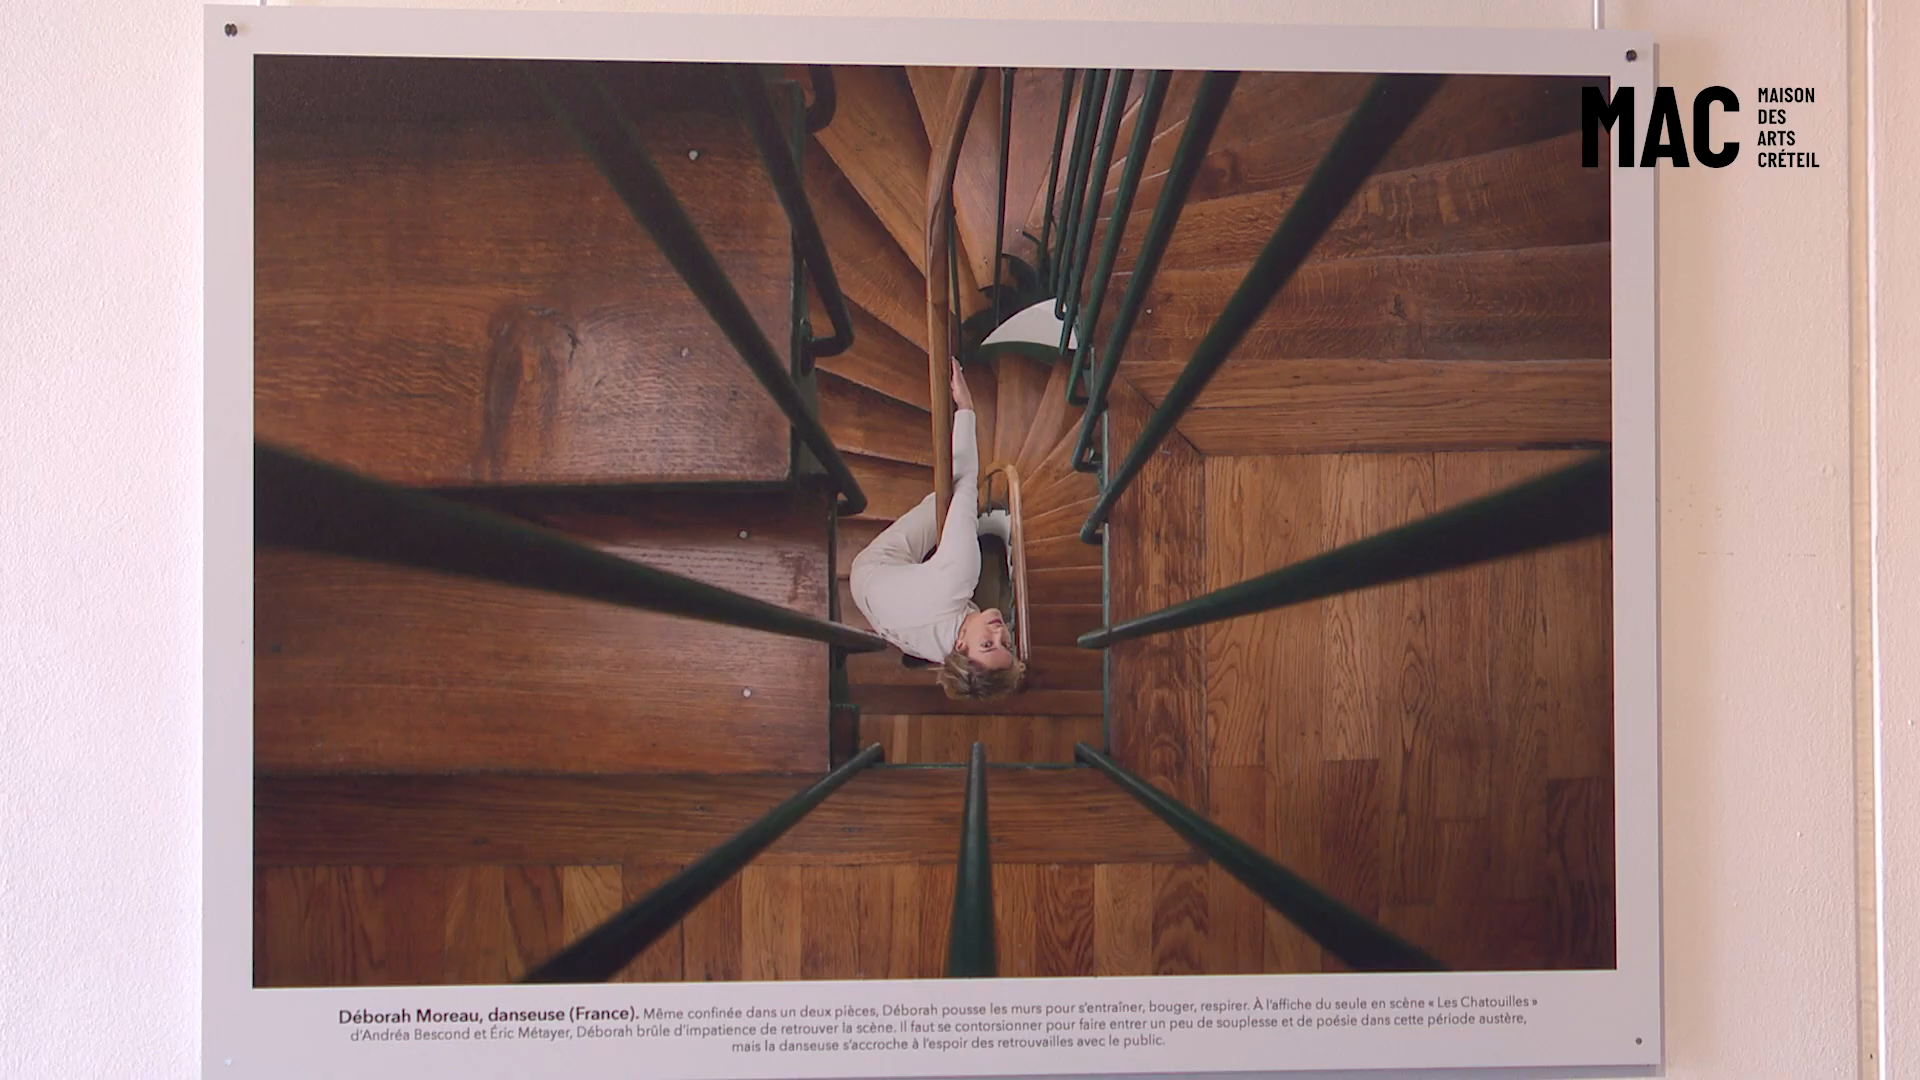 MAC
MAISON
DES
ARTS
CRÉTEIL
Déborah Moreau, danseuse (France). Même confinée dans un deux pièces, Déborah pousse les murs pour s'entraîner, bouger, respirer. À l'affiche du seule en scène « Les Chatouilles »
d'Andréa Bescond et Éric Métayer, Déborah brûle d'impatience de retrouver la scène. Il faut se contorsionner pour faire entrer un peu de souplesse et de poésie dans cette période austère,
mais la danseuse s'accroche à l'espoir des retrouvailles avec le public.